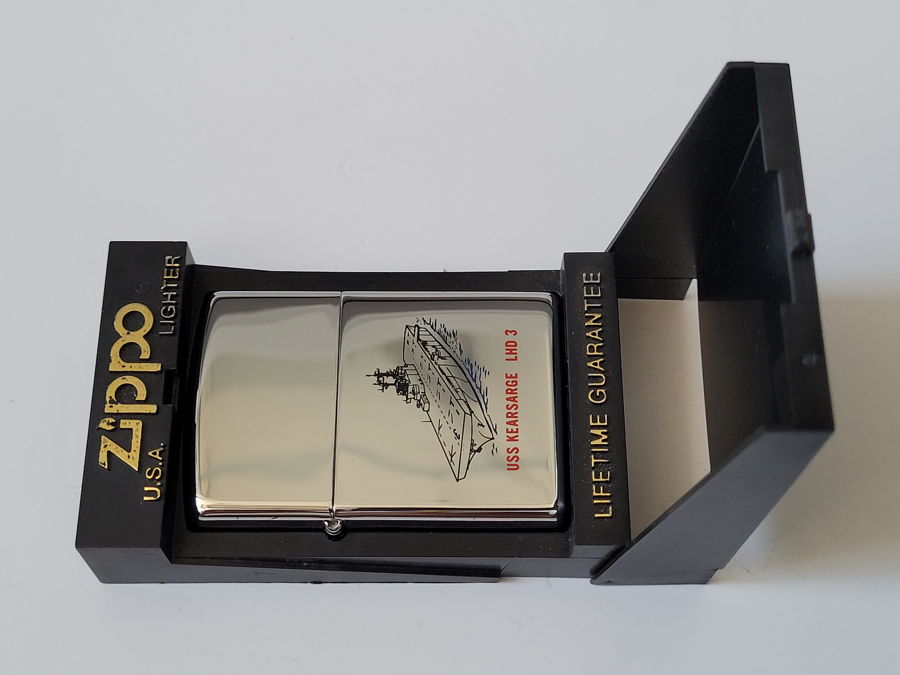 Zippo®
U.S.A. LIGHTER
USS KEARSARGE LHD 3
LIFETIME GUARANTEE